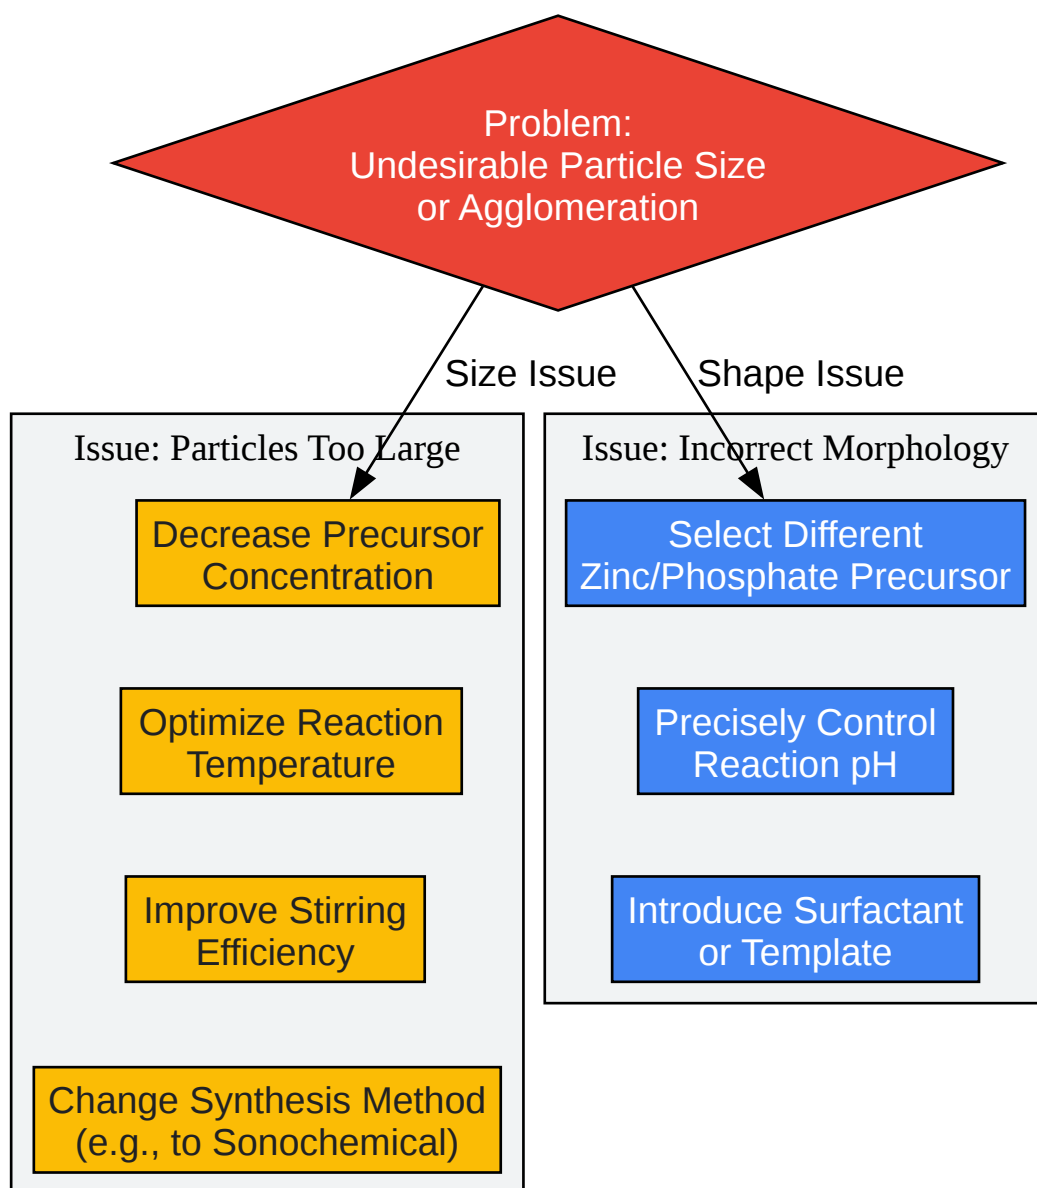 Problem:
Undesirable Particle Size
or Agglomeration
Size Issue
Shape Issue
Issue: Particles Too Large
Decrease Precursor
Concentration
Optimize Reaction
Temperature
Improve Stirring
Efficiency
Change Synthesis Method
(e.g., to Sonochemical)
Issue: Incorrect Morphology
Select Different
Zinc/Phosphate Precursor
Precisely Control
Reaction pH
Introduce Surfactant
or Template